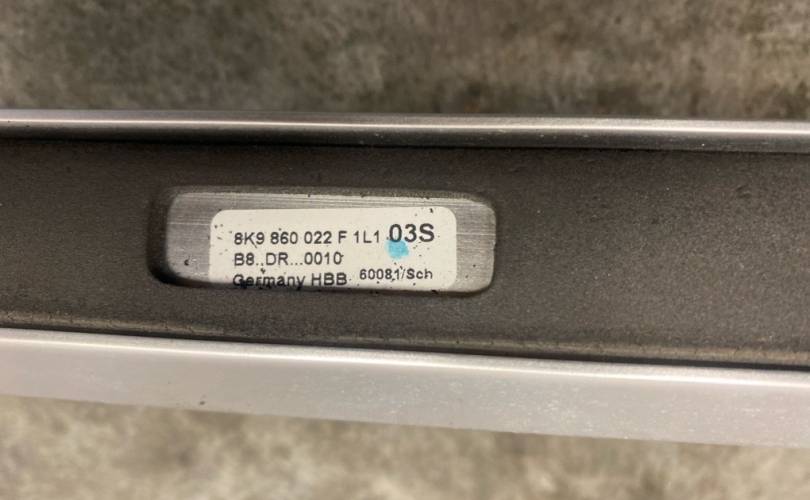 8K9 860 022 F 1L1 03S
B8..DR...0010
Germany HBB 60081/Sch